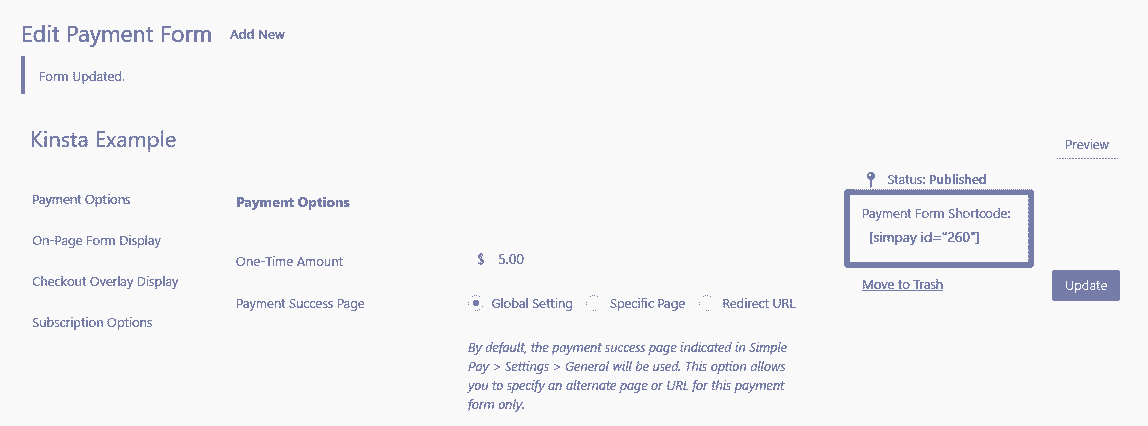 Edit Payment Form Add New
Form Updated.
Kinsta Example
Preview
Status: Published
Payment Form Shortcode:
[simpay id="260"]
Move to Trash
Update
Payment Options
On-Page Form Display
Checkout Overlay Display
Subscription Options
Payment Options
One-Time Amount $ 5.00
Payment Success Page Global Setting Specific Page Redirect URL
By default, the payment success page indicated in Simple
Pay > Settings > General will be used. This option allows
you to specify an alternate page or URL for this payment
form only.